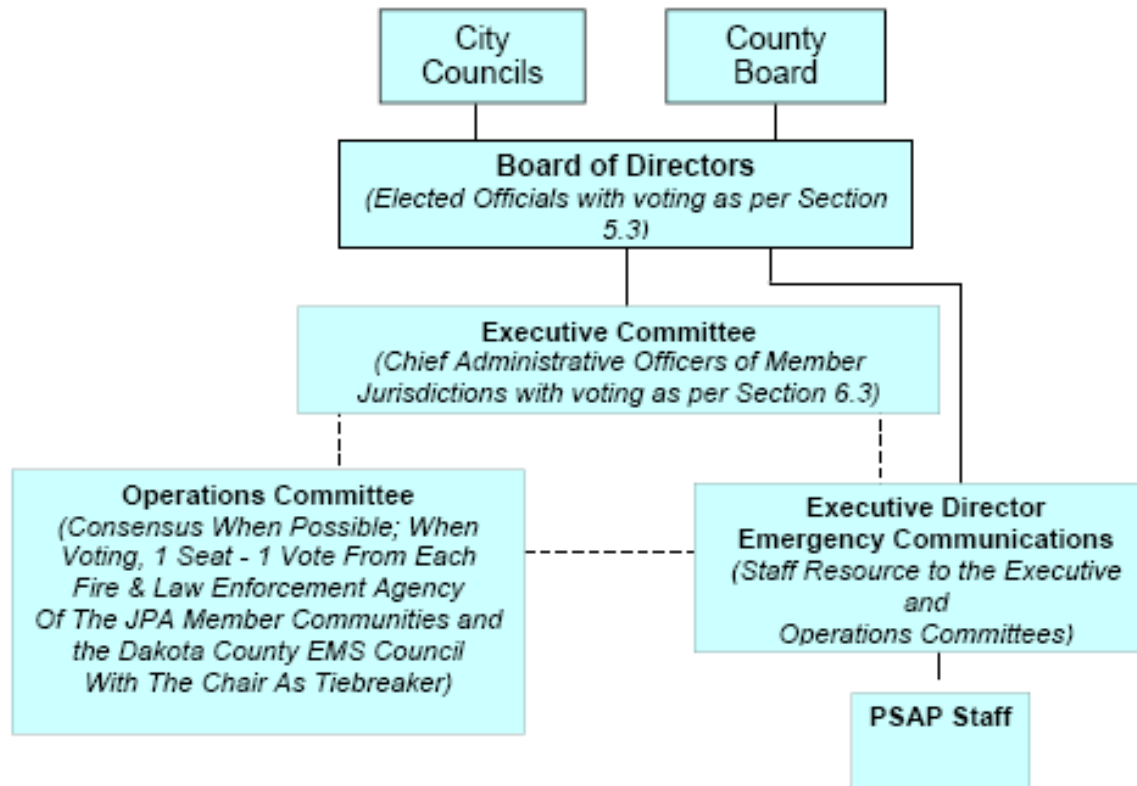 City
Councils
County
Board
Board of Directors
(Elected Officials with voting as per Section
5.3)
Executive Committee
(Chief Administrative Officers of Member
Jurisdictions with voting as per Section 6.3)
Operations Committee
(Consensus When Possible; When
Voting, 1 Seat - 1 Vote From Each
Fire & Law Enforcement Agency
Of The JPA Member Communities and
the Dakota County EMS Council
With The Chair As Tiebreaker)
Executive Director
Emergency Communications
(Staff Resource to the Executive
and
Operations Committees)
PSAP Staff